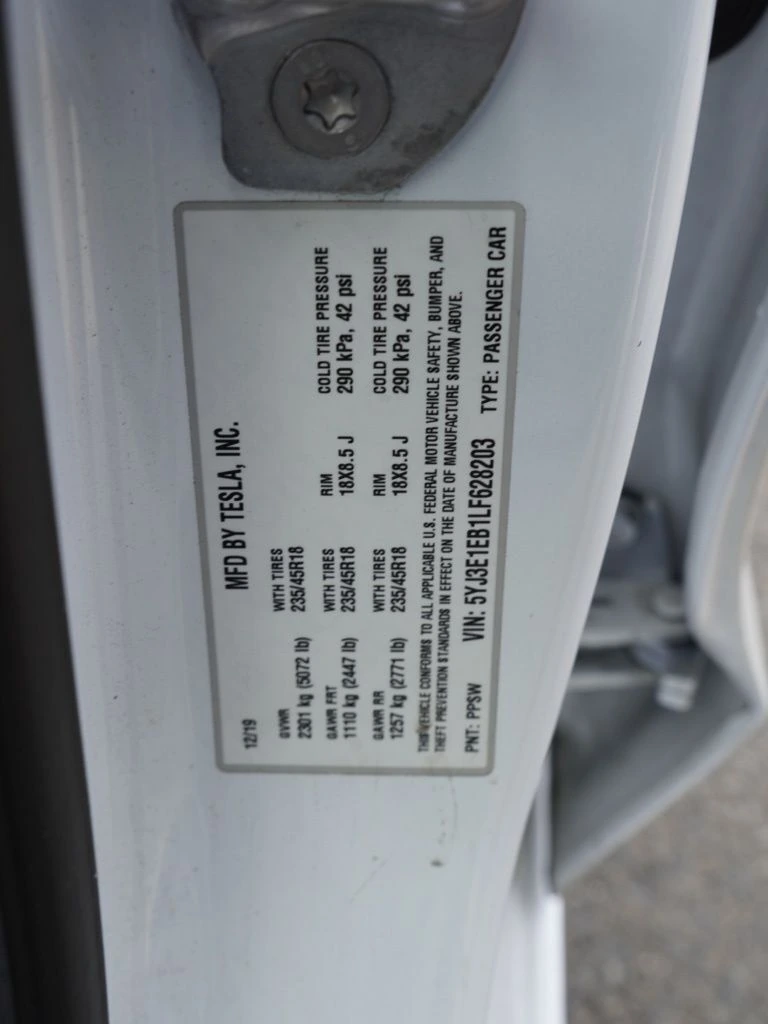 MFD BY TESLA, INC.
12/19
GVWR WITH TIRES
2301 kg (5072 lb) 235/45R18
GAWR FRT WITH TIRES RIM COLD TIRE PRESSURE
1110 kg (2447 lb) 235/45R18 18X8.5 J 290 kPa, 42 psi
GAWR RR WITH TIRES RIM COLD TIRE PRESSURE
1257 kg (2771 lb) 235/45R18 18X8.5 J 290 kPa, 42 psi
THIS VEHICLE CONFORMS TO ALL APPLICABLE U.S. FEDERAL MOTOR VEHICLE SAFETY, BUMPER, AND
THEFT PREVENTION STANDARDS IN EFFECT ON THE DATE OF MANUFACTURE SHOWN ABOVE.
PNT: PPSW VIN: 5YJ3E1EB1LF628203 TYPE: PASSENGER CAR